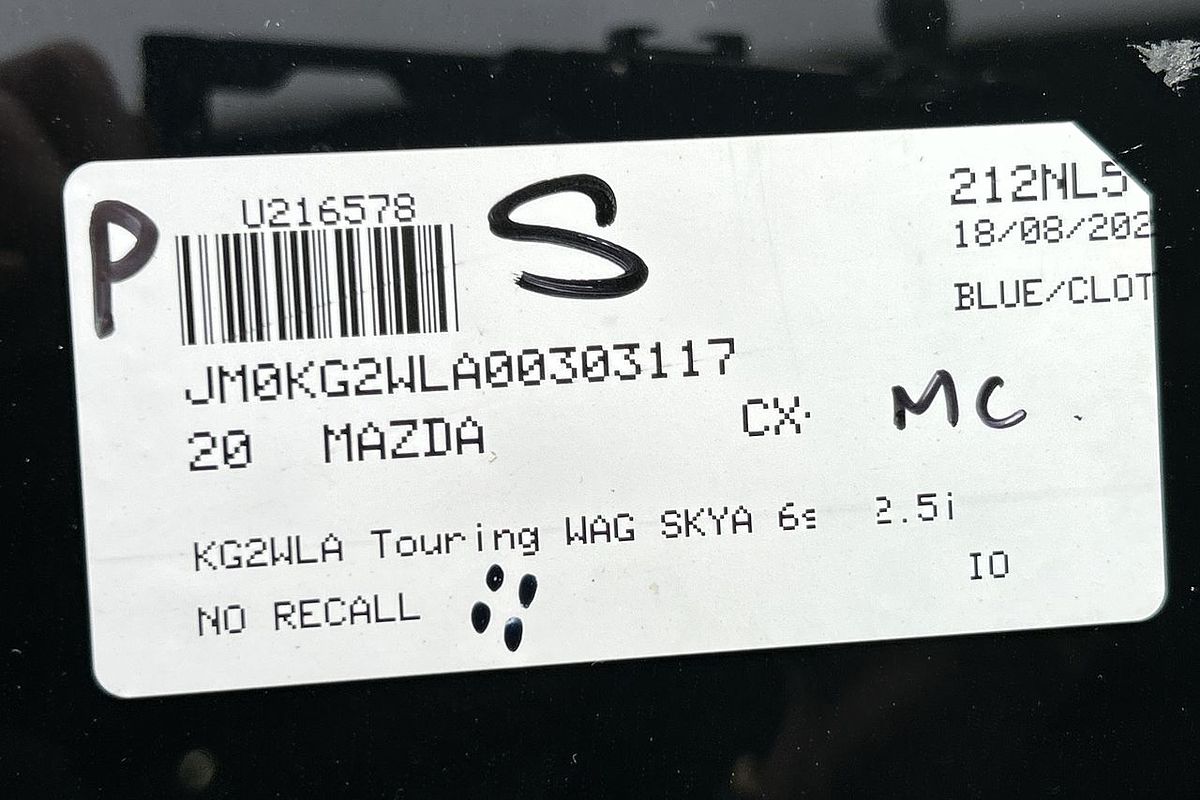 P U216578 S 212NL5
18/08/202
BLUE/CLOT
JM0KG2WLA00303117
20 MAZDA CX- MC
KG2WLA Touring WAG SKYA 6s 2.5i
NO RECALL IO